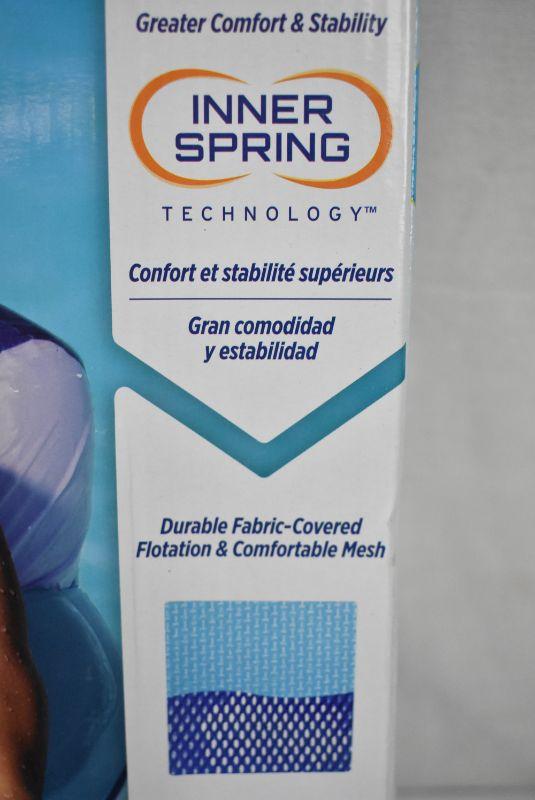 Greater Comfort & Stability
INNER
SPRING
TECHNOLOGY™
Confort et stabilité supérieurs
Gran comodidad
y estabilidad
Durable Fabric-Covered
Flotation & Comfortable Mesh